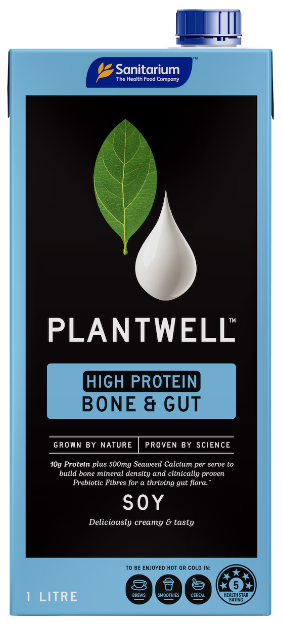 Sanitarium™
The Health Food Company
PLANTWELL™
HIGH PROTEIN
BONE & GUT
GROWN BY NATURE | PROVEN BY SCIENCE
10g Protein plus 500mg Seaweed Calcium per serve to
build bone mineral density and clinically proven
Prebiotic Fibres for a thriving gut flora.
SOY
Deliciously creamy & tasty
TO BE ENJOYED HOT OR COLD IN:
BREWS
SMOOTHIES
CEREAL
5
HEALTH STAR
RATING
1 LITRE